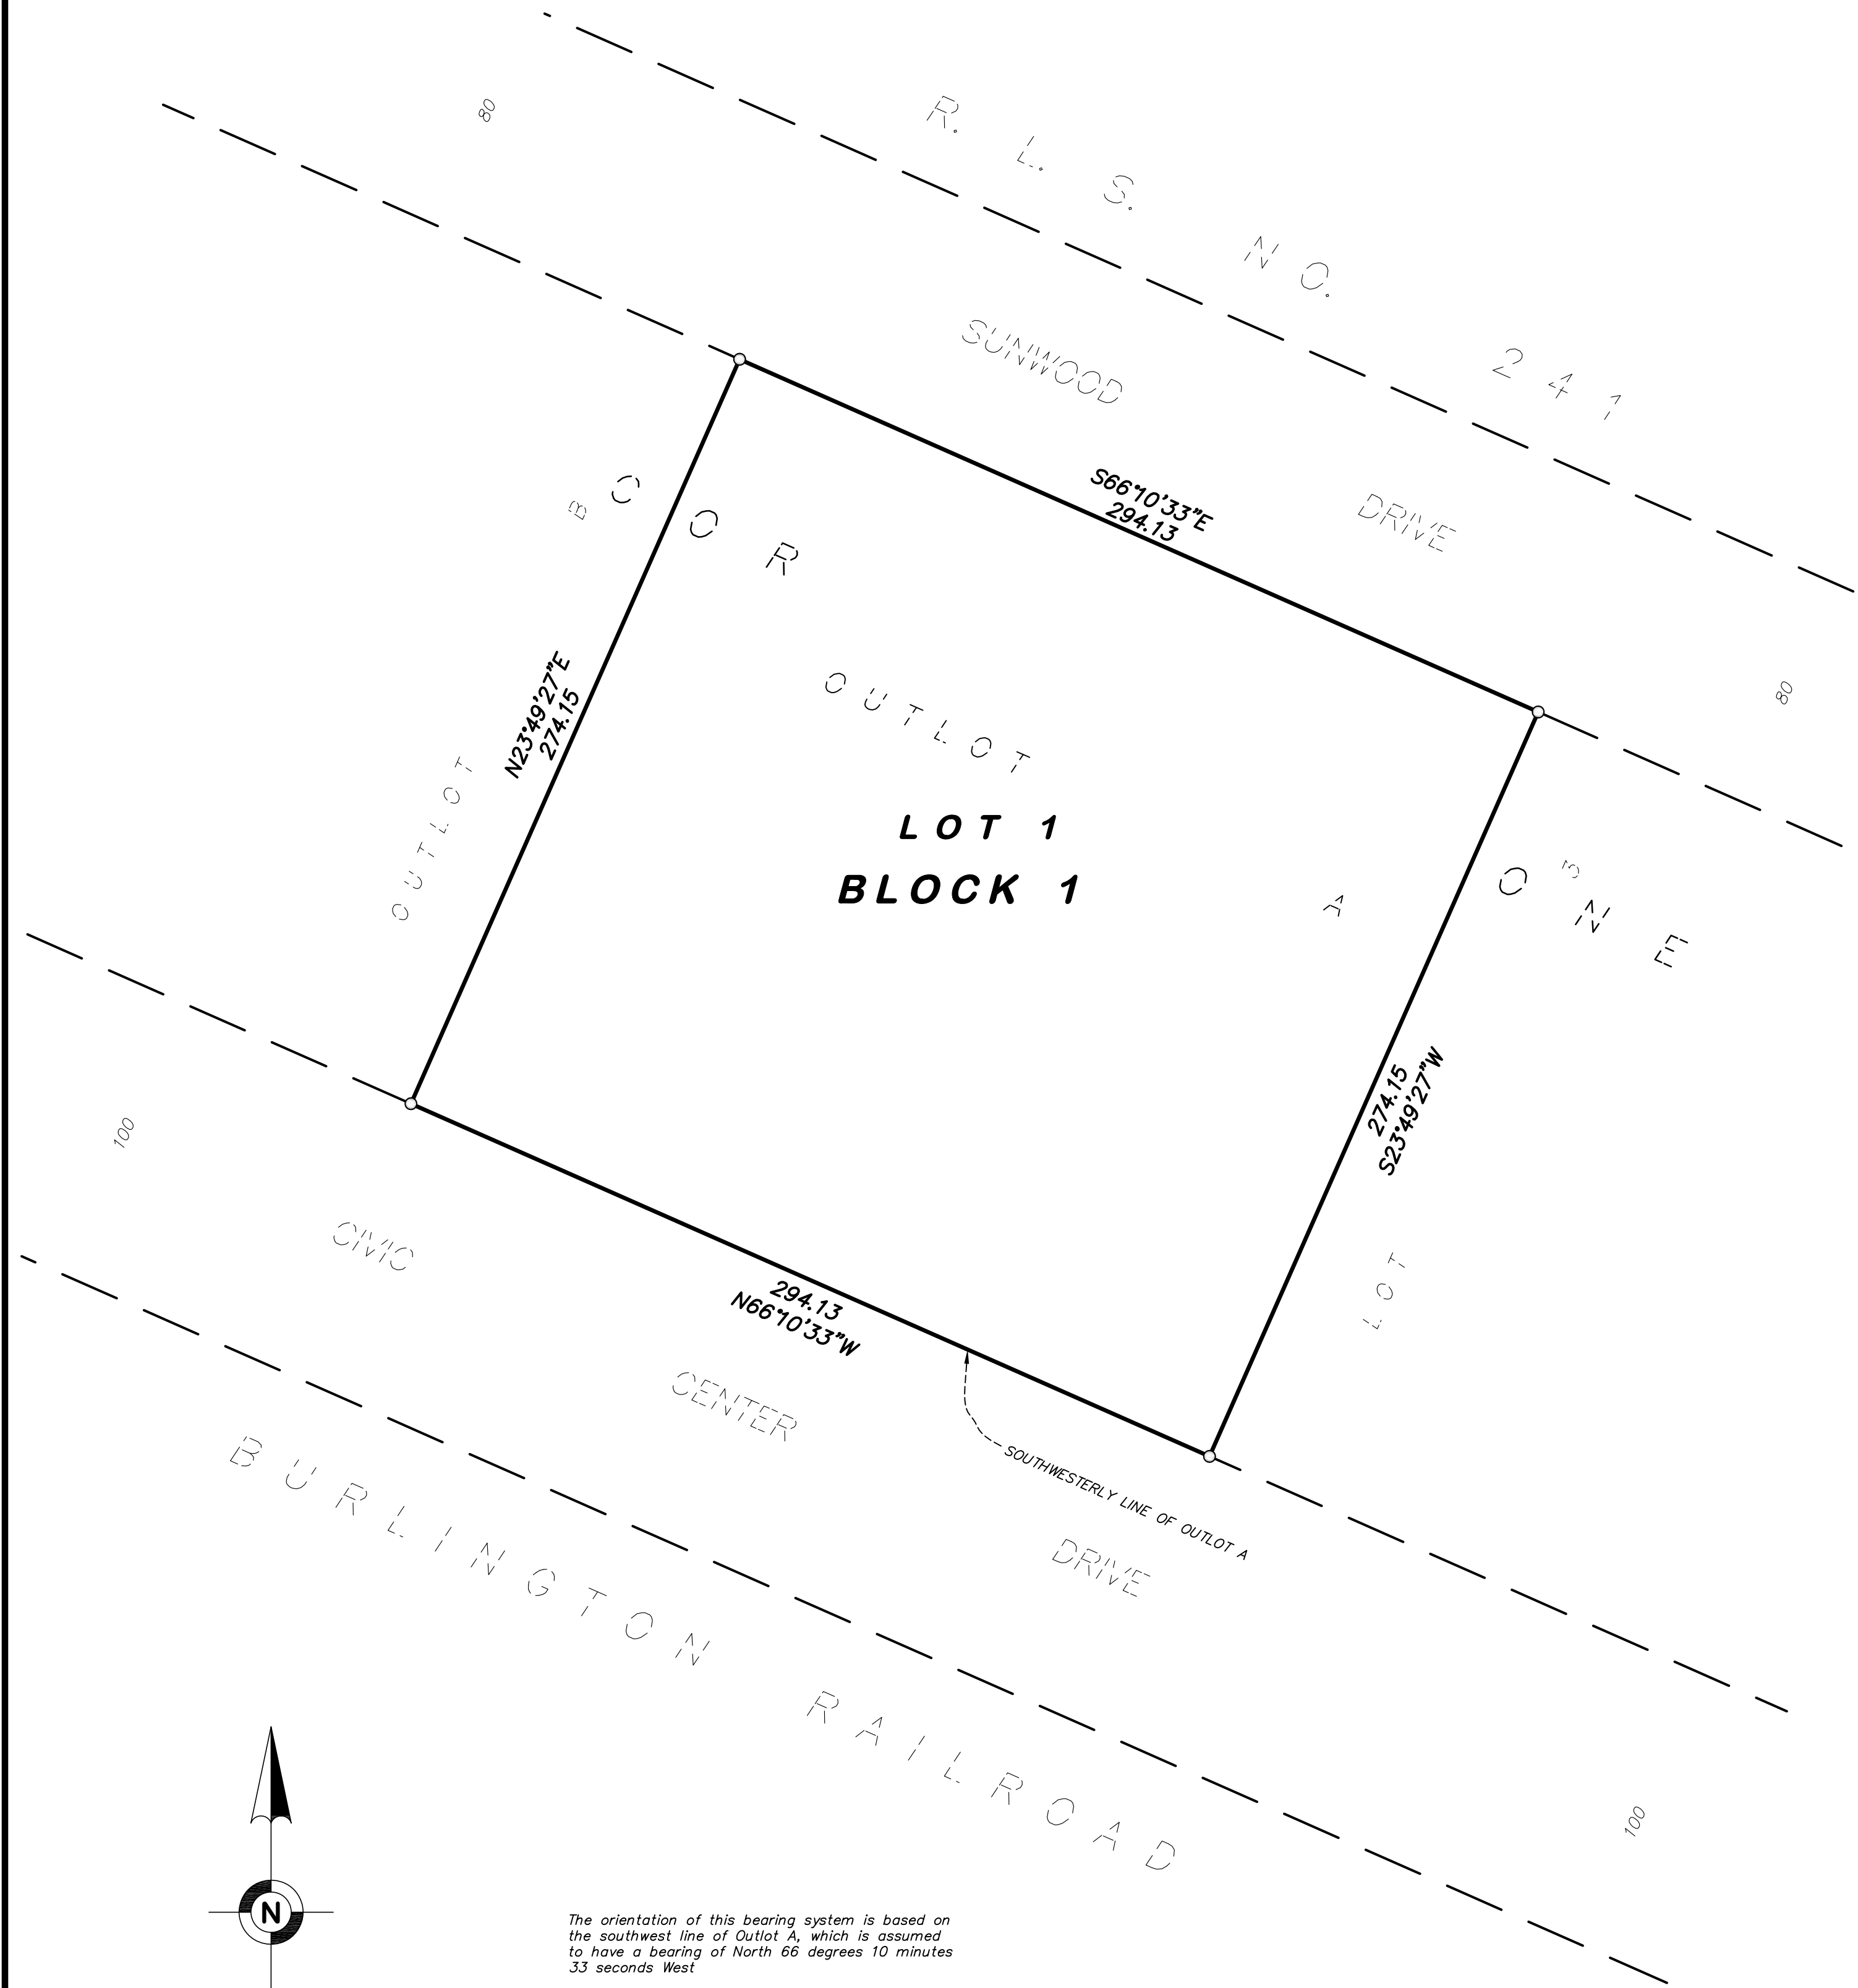 R. L. S. NO. 241
80
SUNWOOD DRIVE
S66°10'33"E
294.13
80
C O R
B
OUTLOT
N23°49'27"E
274.15
OUTLOT
LOT 1
BLOCK 1
A
3
O N E
274.15
S23°49'27"W
LOT
100
CIVIC CENTER DRIVE
294.13
N66°10'33"W
SOUTHWESTERLY LINE OF OUTLOT A
BURLINGTON RAILROAD
100
N
The orientation of this bearing system is based on
the southwest line of Outlot A, which is assumed
to have a bearing of North 66 degrees 10 minutes
33 seconds West